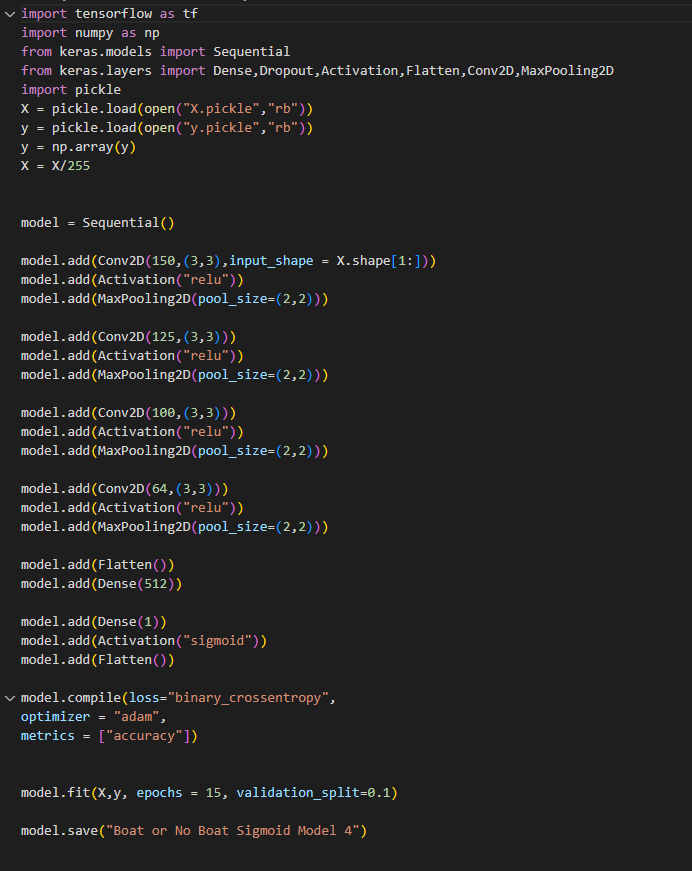 import tensorflow as tf
import numpy as np
from keras.models import Sequential
from keras.layers import Dense,Dropout,Activation,Flatten,Conv2D,MaxPooling2D
import pickle
X = pickle.load(open("X.pickle","rb"))
y = pickle.load(open("y.pickle","rb"))
y = np.array(y)
X = X/255
model = Sequential()
model.add(Conv2D(150,(3,3),input_shape = X.shape[1:]))
model.add(Activation("relu"))
model.add(MaxPooling2D(pool_size=(2,2)))
model.add(Conv2D(125,(3,3)))
model.add(Activation("relu"))
model.add(MaxPooling2D(pool_size=(2,2)))
model.add(Conv2D(100,(3,3)))
model.add(Activation("relu"))
model.add(MaxPooling2D(pool_size=(2,2)))
model.add(Conv2D(64,(3,3)))
model.add(Activation("relu"))
model.add(MaxPooling2D(pool_size=(2,2)))
model.add(Flatten())
model.add(Dense(512))
model.add(Dense(1))
model.add(Activation("sigmoid"))
model.add(Flatten())
model.compile(loss="binary_crossentropy",
optimizer = "adam",
metrics = ["accuracy"])
model.fit(X,y, epochs = 15, validation_split=0.1)
model.save("Boat or No Boat Sigmoid Model 4")